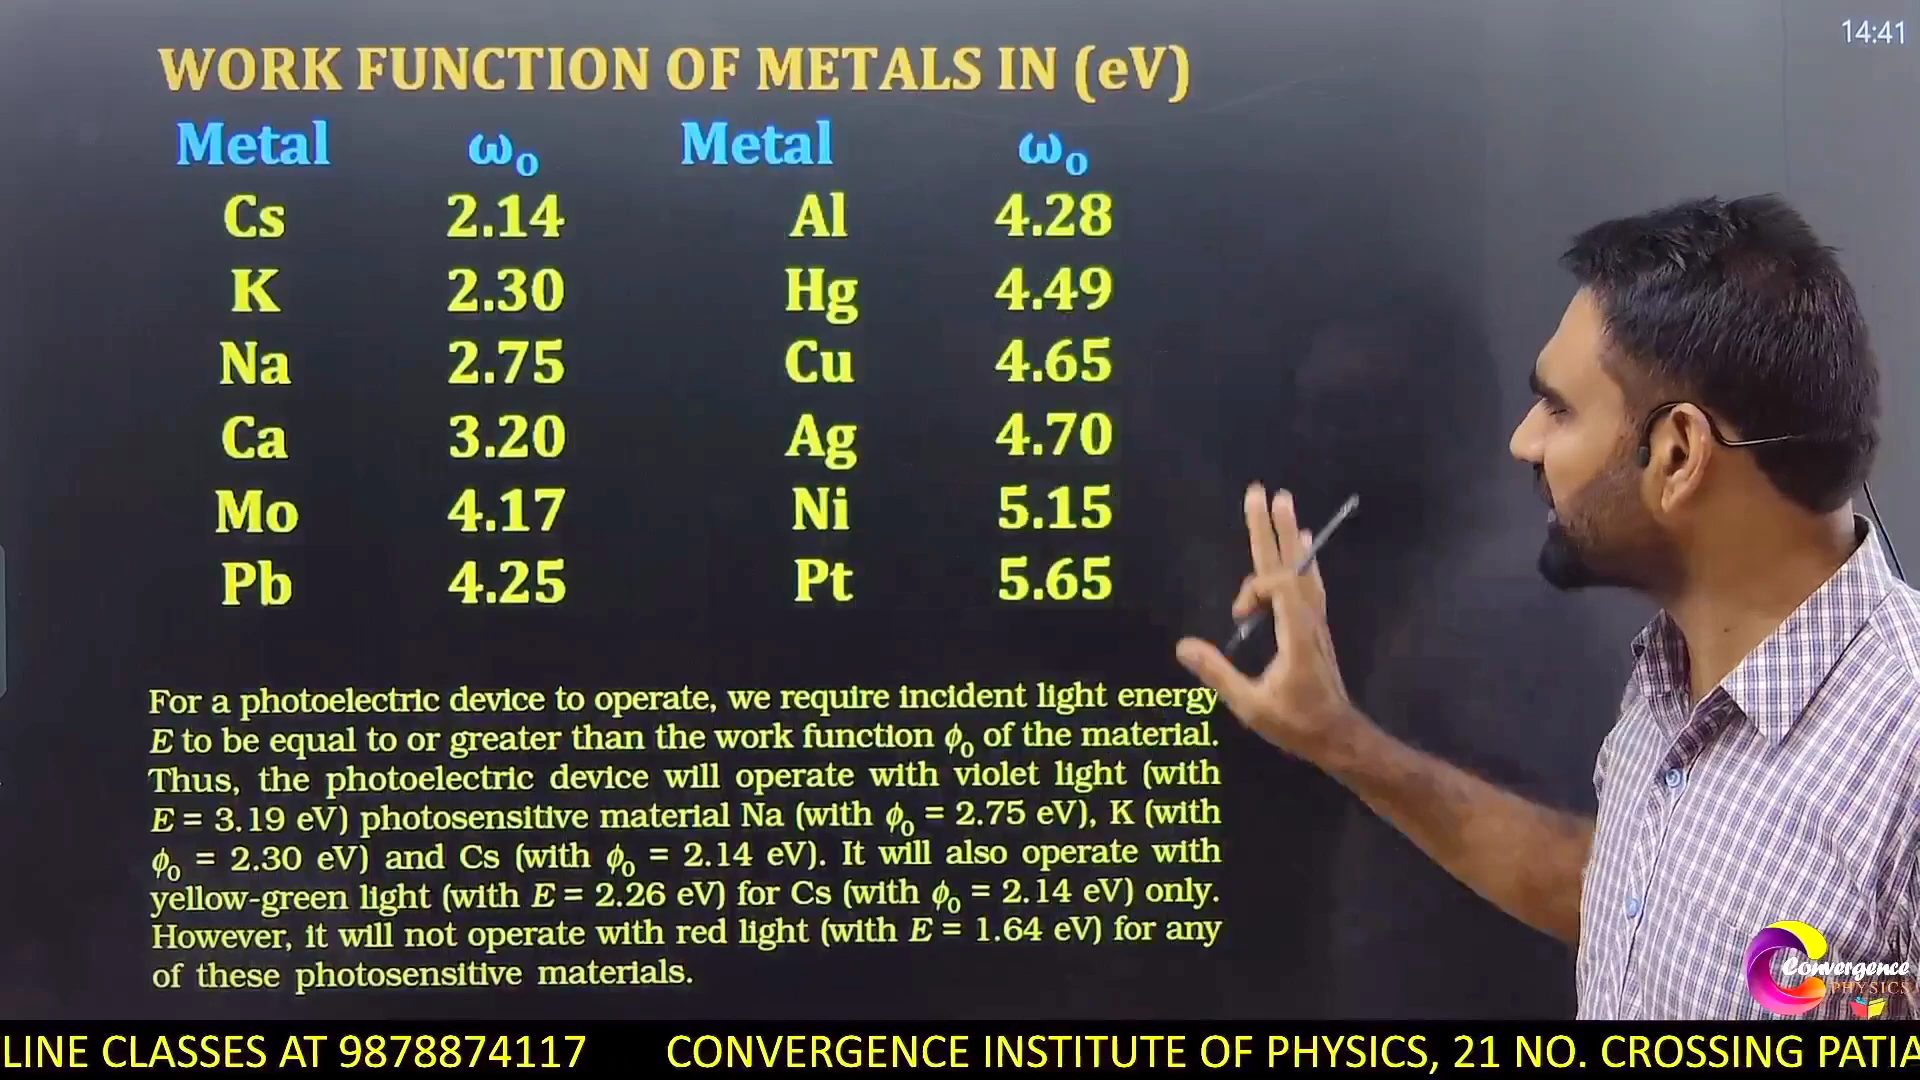 14:41
WORK FUNCTION OF METALS IN (eV)
Metal ω₀ Metal ω₀
Cs 2.14 Al 4.28
K 2.30 Hg 4.49
Na 2.75 Cu 4.65
Ca 3.20 Ag 4.70
Mo 4.17 Ni 5.15
Pb 4.25 Pt 5.65
For a photoelectric device to operate, we require incident light energy
E to be equal to or greater than the work function ϕ₀ of the material.
Thus, the photoelectric device will operate with violet light (with
E = 3.19 eV) photosensitive material Na (with ϕ₀ = 2.75 eV), K (with
ϕ₀ = 2.30 eV) and Cs (with ϕ₀ = 2.14 eV). It will also operate with
yellow-green light (with E = 2.26 eV) for Cs (with ϕ₀ = 2.14 eV) only.
However, it will not operate with red light (with E = 1.64 eV) for any
of these photosensitive materials.
Convergence
PHYSICS
LINE CLASSES AT 9878874117 CONVERGENCE INSTITUTE OF PHYSICS, 21 NO. CROSSING PATIA